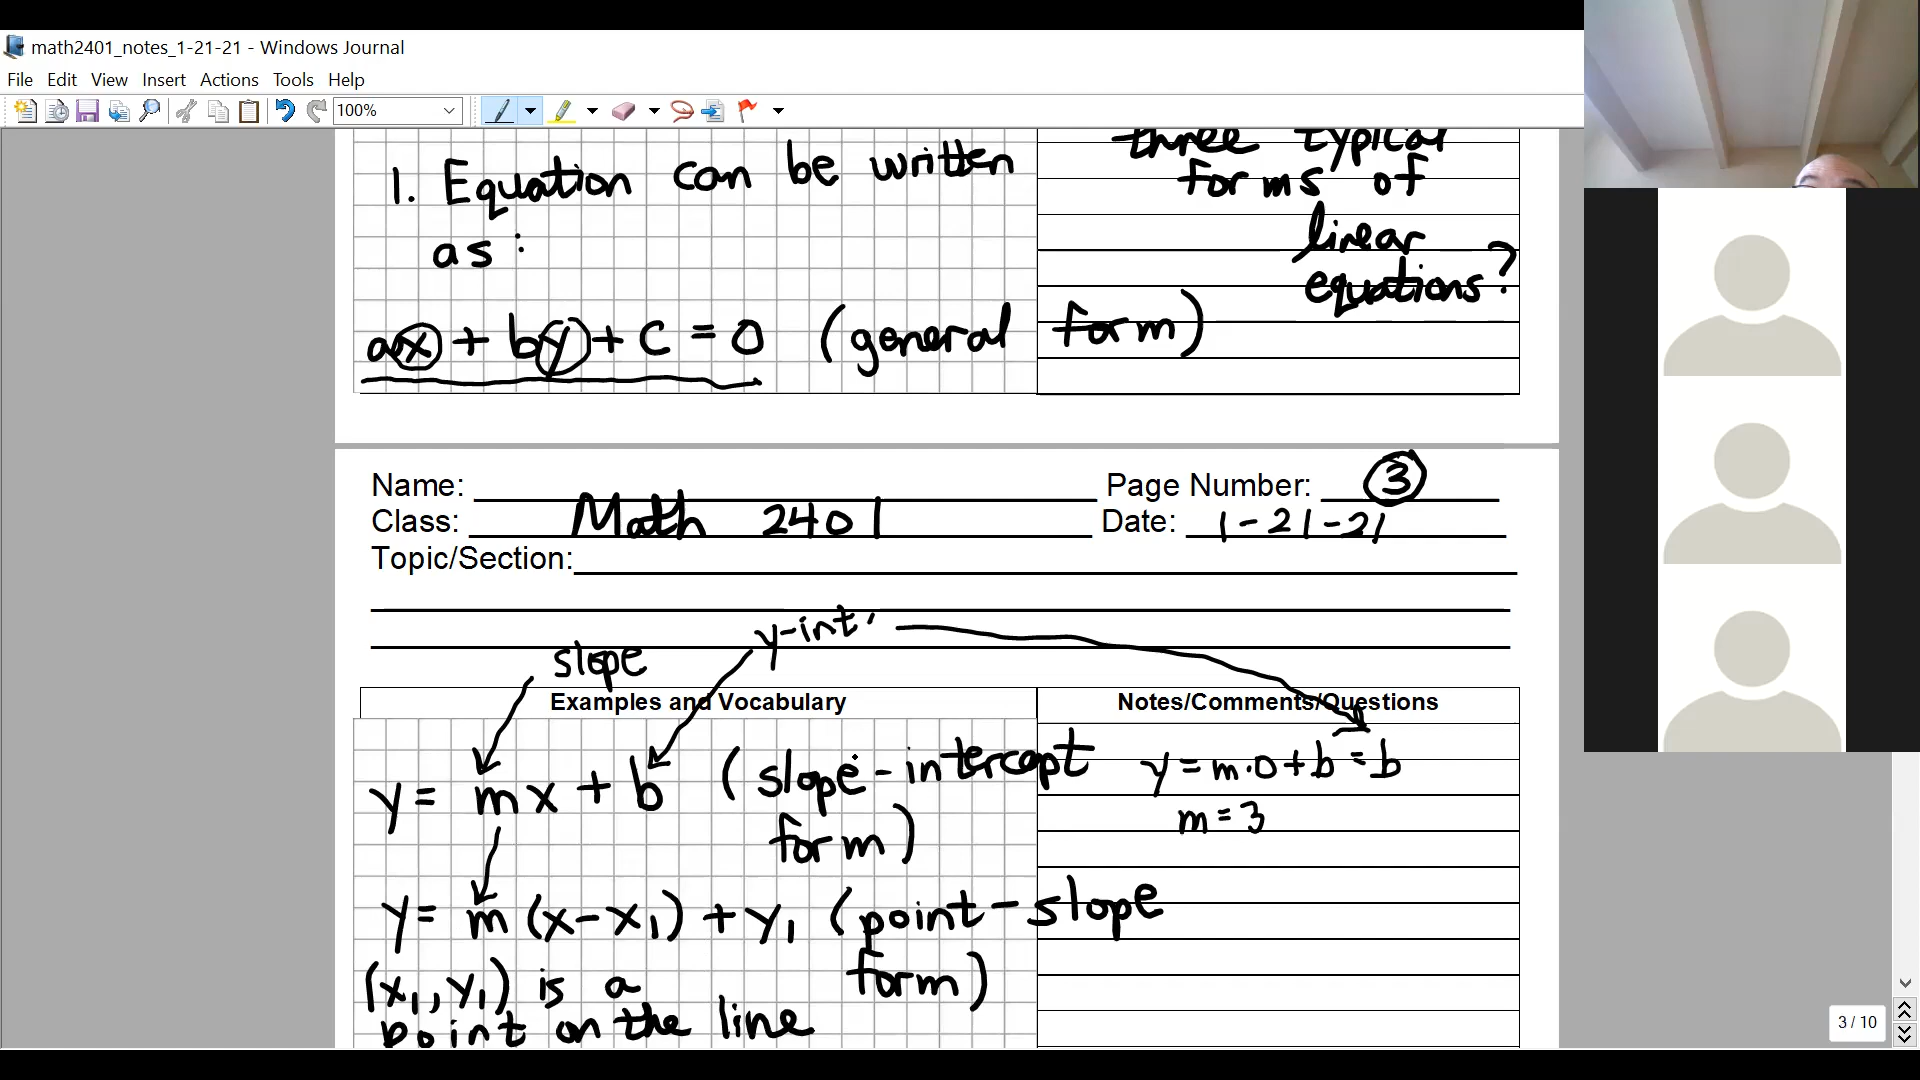 math2401_notes_1-21-21 - Windows Journal
File Edit View Insert Actions Tools Help
100%
three typical
forms of
linear
equations?
1. Equation can be written
as:
ax + by + c = 0 (general form)
Name:
Page Number: 3
Class: Math 2401
Date: 1-21-21
Topic/Section:
y-int.
slope
Examples and Vocabulary
Notes/Comments/Questions
y = mx + b (slope-intercept
form)
y = m·0 + b = b
m = 3
y = m(x-x₁) + y₁ (point-slope
form)
(x₁, y₁) is a
point on the line
3 / 10